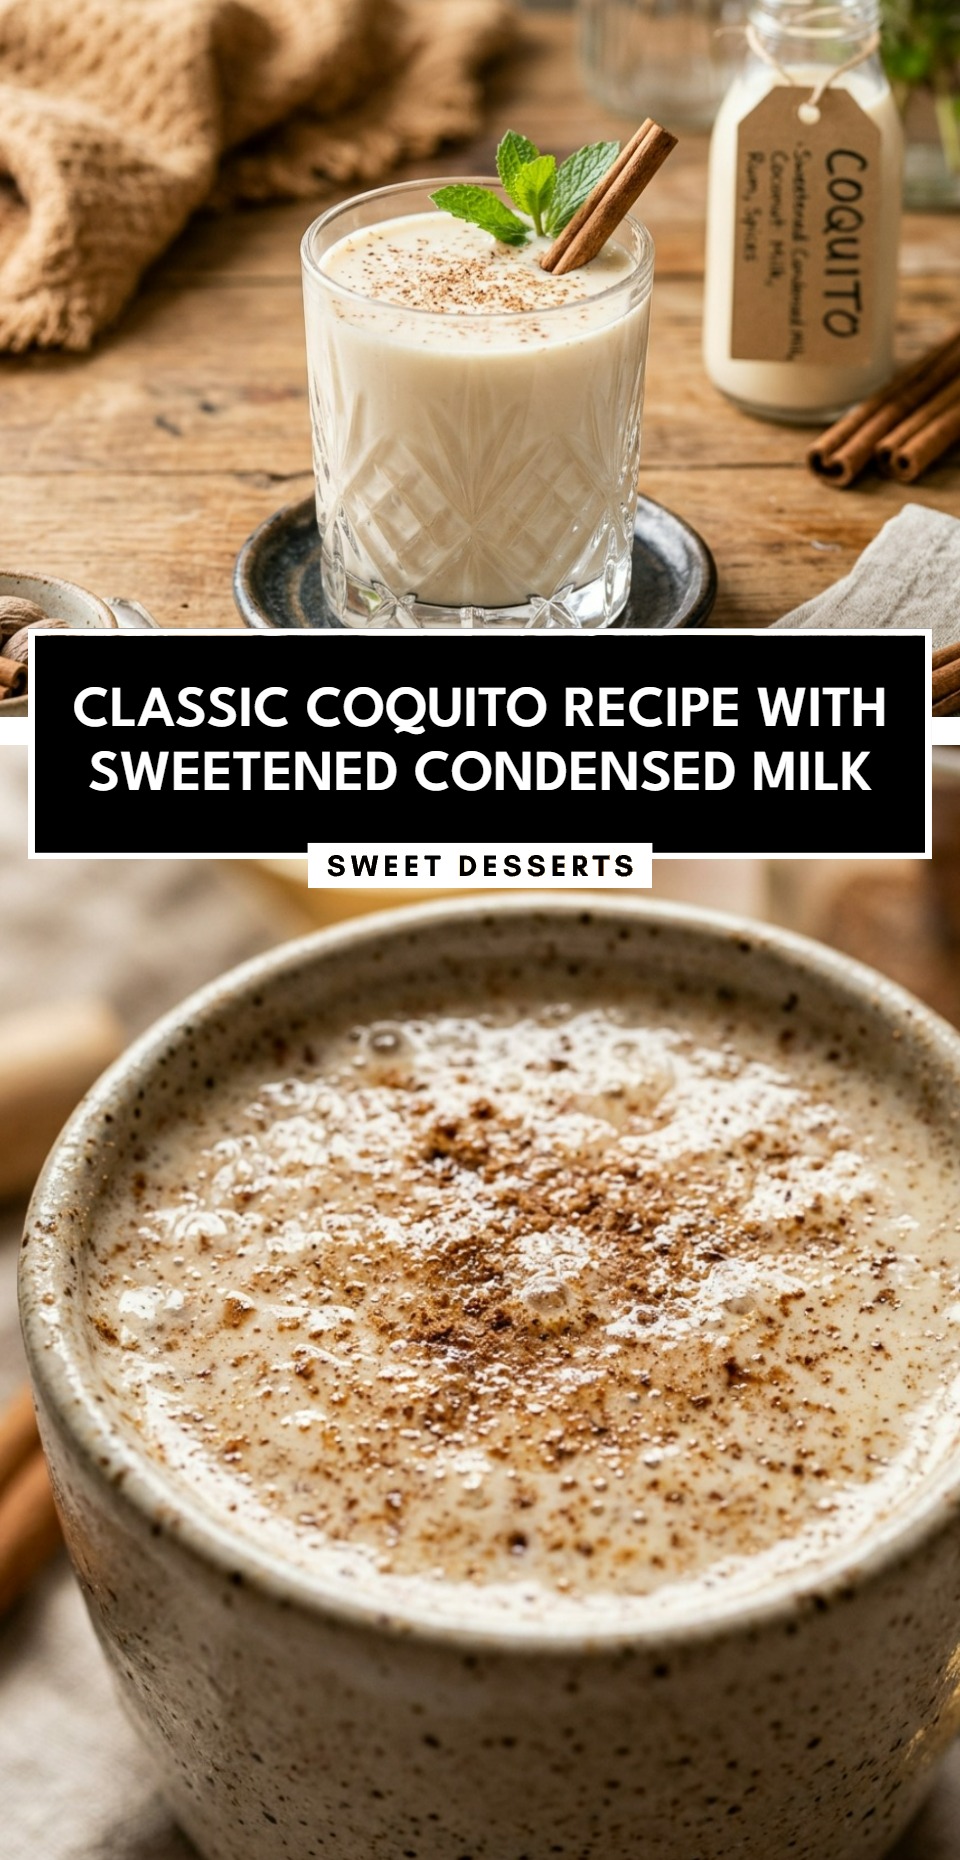 COQUITO
·Sweetened Condensed milk,
Coconut Milk,
Rum, Spices
CLASSIC COQUITO RECIPE WITH
SWEETENED CONDENSED MILK
SWEET DESSERTS